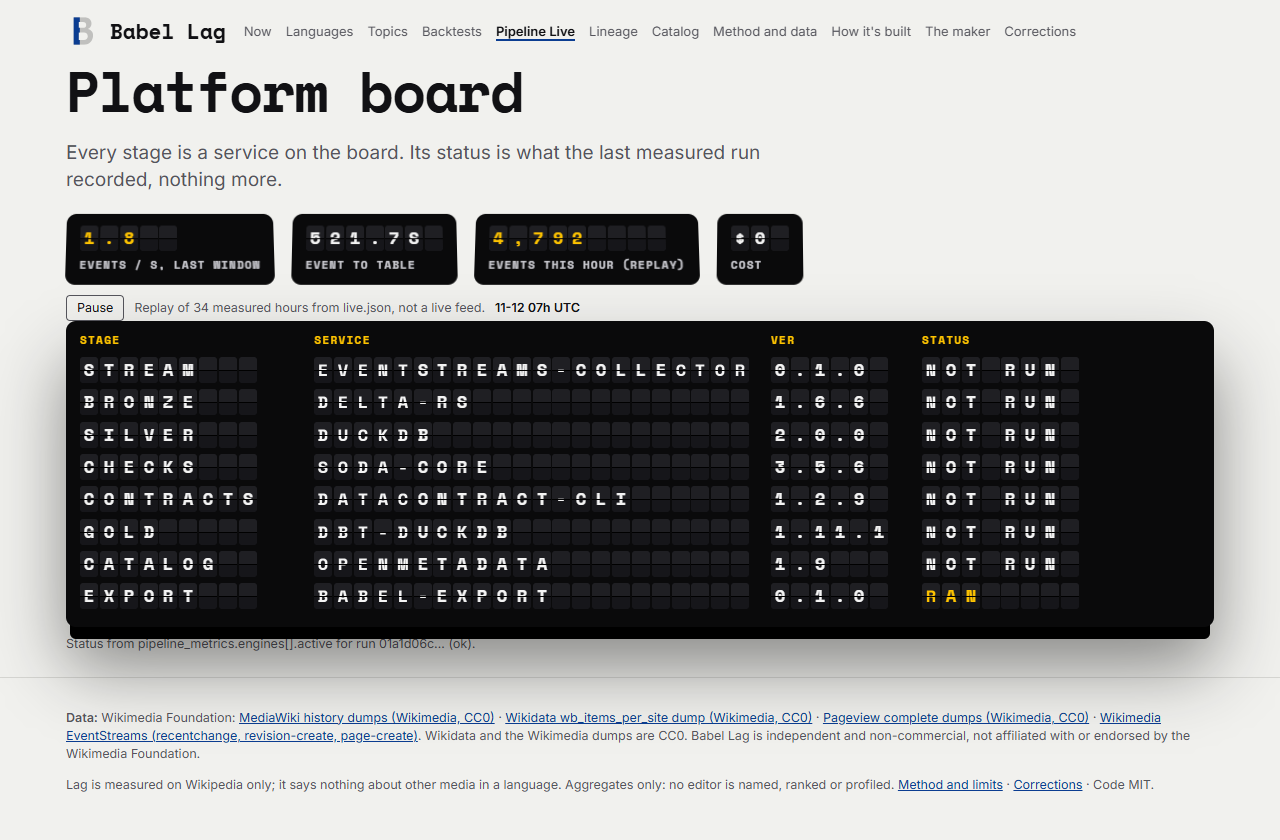 B Babel Lag Now Languages Topics Backtests Pipeline Live Lineage Catalog Method and data How it's built The maker Corrections
Platform board
Every stage is a service on the board. Its status is what the last measured run
recorded, nothing more.
1.8 521.7S 4,792 $0
EVENTS / S, LAST WINDOW EVENT TO TABLE EVENTS THIS HOUR (REPLAY) COST
Pause Replay of 34 measured hours from live.json, not a live feed. 11-12 07h UTC
STAGE SERVICE VER STATUS
STREAM EVENTSTREAMS-COLLECTOR 0.1.0 NOT RUN
BRONZE DELTA-RS 1.6.6 NOT RUN
SILVER DUCKDB 2.0.0 NOT RUN
CHECKS SODA-CORE 3.5.6 NOT RUN
CONTRACTS DATACONTRACT-CLI 1.2.9 NOT RUN
GOLD DBT-DUCKDB 1.11.1 NOT RUN
CATALOG OPENMETADATA 1.9 NOT RUN
EXPORT BABEL-EXPORT 0.1.0 RAN
Status from pipeline_metrics.engines[].active for run 01a1d06c… (ok).
Data: Wikimedia Foundation: MediaWiki history dumps (Wikimedia, CC0) · Wikidata wb_items_per_site dump (Wikimedia, CC0) · Pageview complete dumps (Wikimedia, CC0) · Wikimedia
EventStreams (recentchange, revision-create, page-create). Wikidata and the Wikimedia dumps are CC0. Babel Lag is independent and non-commercial, not affiliated with or endorsed by the
Wikimedia Foundation.
Lag is measured on Wikipedia only; it says nothing about other media in a language. Aggregates only: no editor is named, ranked or profiled. Method and limits · Corrections · Code MIT.